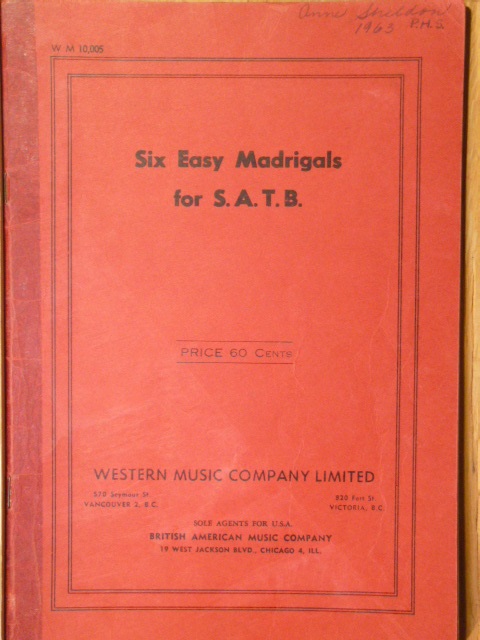 Anne Sheldon
1963 P.H.S.
W M 10,005
Six Easy Madrigals
for S.A.T.B.
PRICE 60 CENTS
WESTERN MUSIC COMPANY LIMITED
570 Seymour St. 820 Fort St.
VANCOUVER 2, B.C. VICTORIA, B.C.
SOLE AGENTS FOR U.S.A.
BRITISH AMERICAN MUSIC COMPANY
19 WEST JACKSON BLVD., CHICAGO 4, ILL.